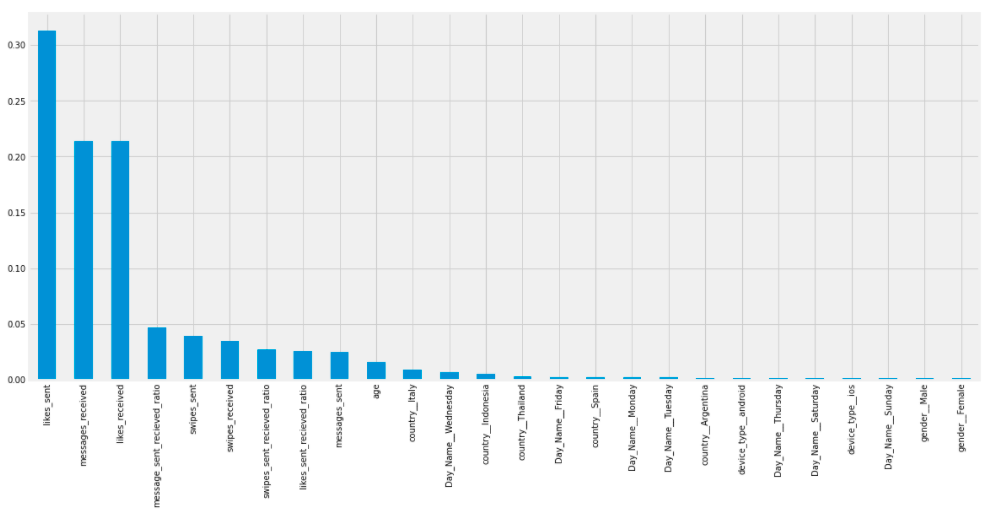 0.30
0.25
0.20
0.15
0.10
0.05
0.00
likes_sent
messages_received
likes_received
message_sent_recieved_ratio
swipes_sent
swipes_received
swipes_sent_recieved_ratio
likes_sent_recieved_ratio
messages_sent
age
country__Italy
Day_Name__Wednesday
country__Indonesia
country__Thailand
Day_Name__Friday
country__Spain
Day_Name__Monday
Day_Name__Tuesday
country__Argentina
device_type__android
Day_Name__Thursday
Day_Name__Saturday
device_type__ios
Day_Name__Sunday
gender__Male
gender__Female